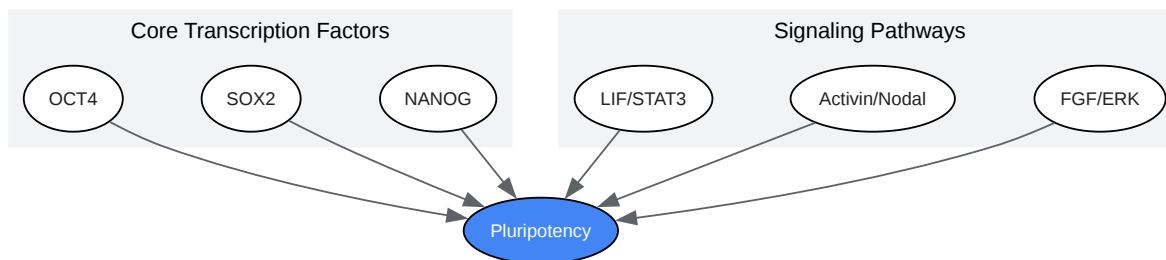 Core Transcription Factors
Signaling Pathways
OCT4
SOX2
NANOG
LIF/STAT3
Activin/Nodal
FGF/ERK
Pluripotency